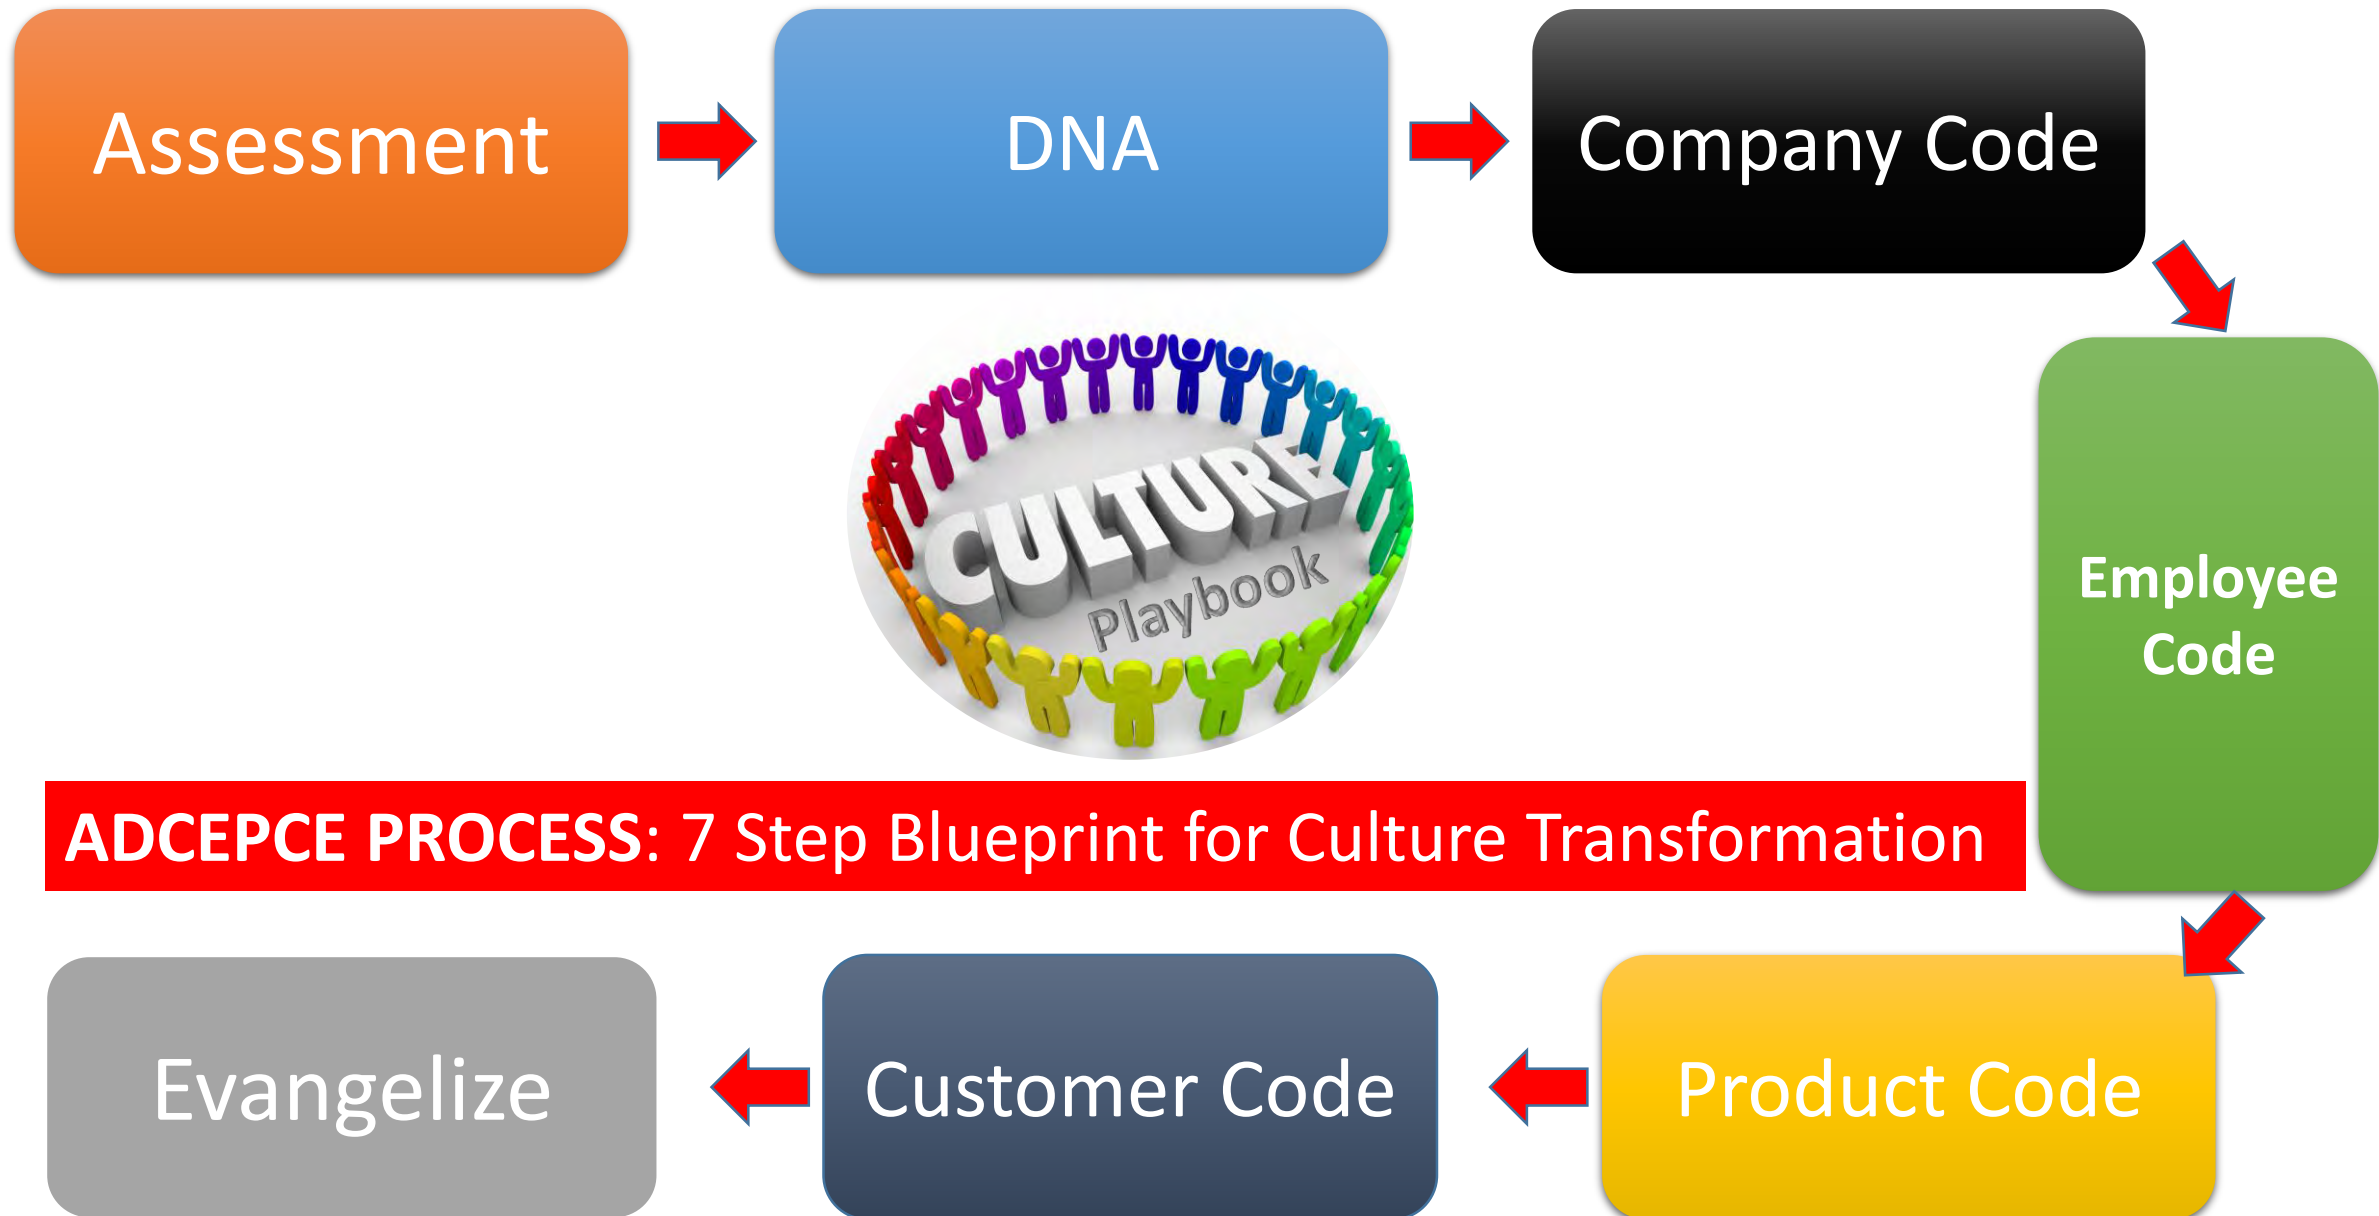 Assessment
DNA
Company Code
CULTURE
Playbook
Employee
Code
ADCEPCE PROCESS: 7 Step Blueprint for Culture Transformation
Evangelize
Customer Code
Product Code